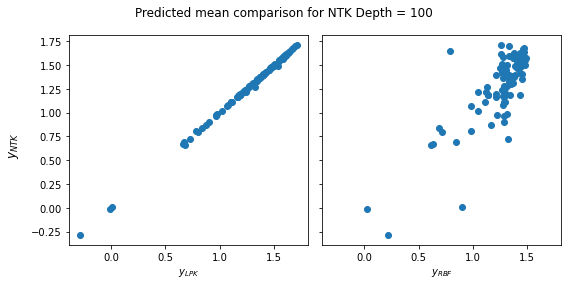 Predicted mean comparison for NTK Depth = 100
1.75
1.50
1.25
1.00
0.75
0.50
0.25
0.00
−0.25
y_NTK
0.0 0.5 1.0 1.5
0.0 0.5 1.0 1.5
y_LPK
y_RBF